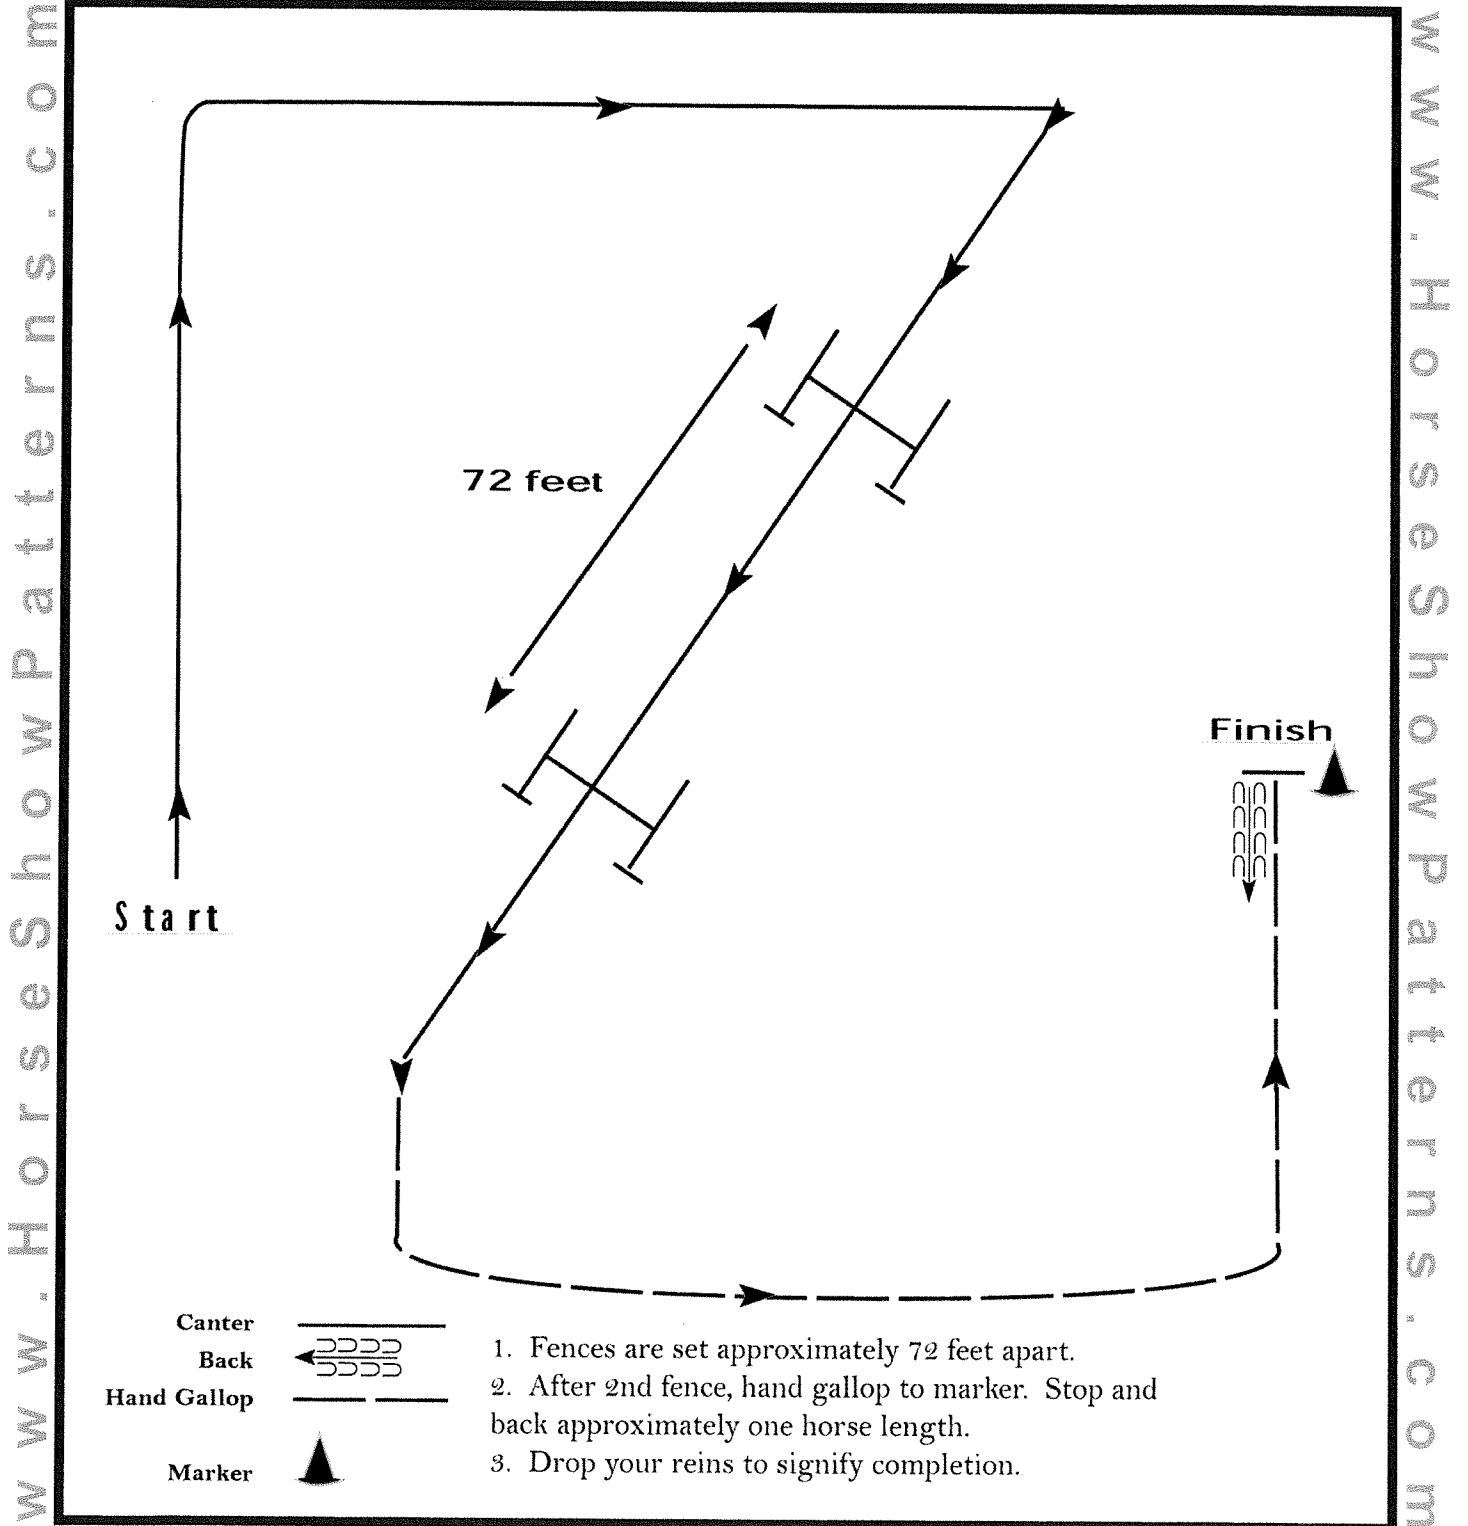 www.HorseShowPatterns.com
www.HorseShowPatterns.com
72 feet
Finish
Start
Canter
Back
Hand Gallop
Marker
1. Fences are set approximately 72 feet apart.
2. After 2nd fence, hand gallop to marker. Stop and
back approximately one horse length.
3. Drop your reins to signify completion.